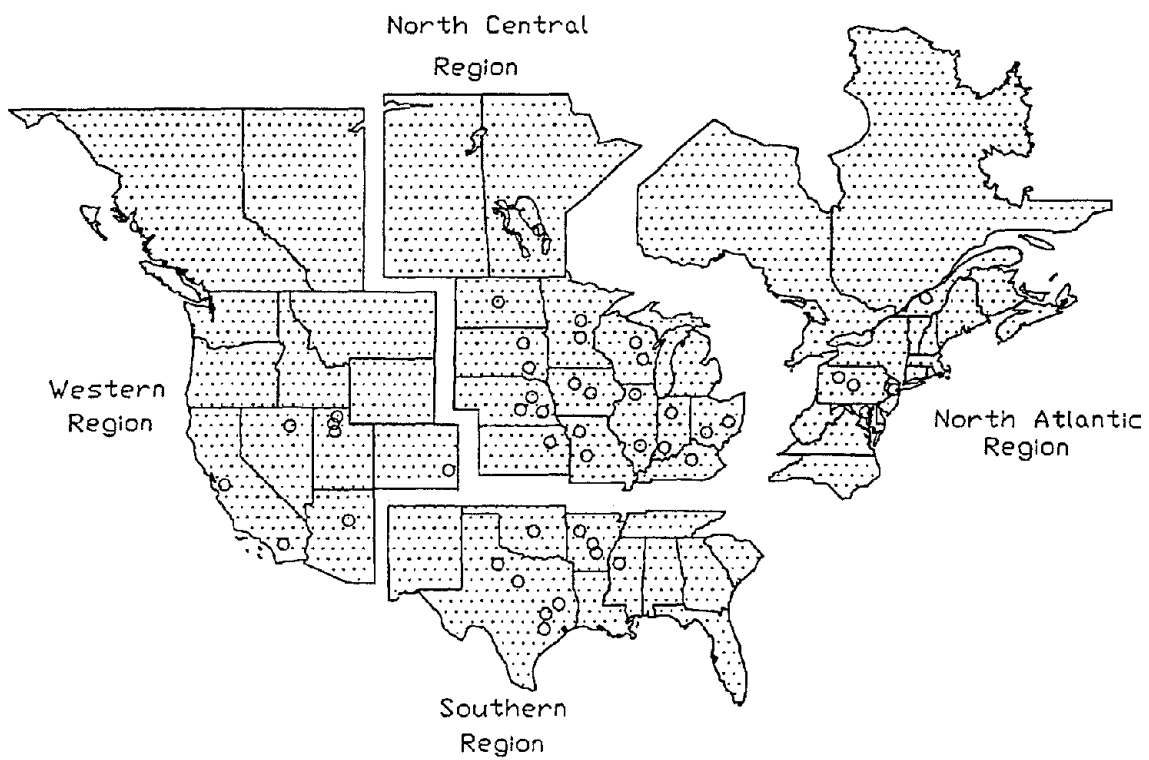 North Central
Region
Western
Region
North Atlantic
Region
Southern
Region